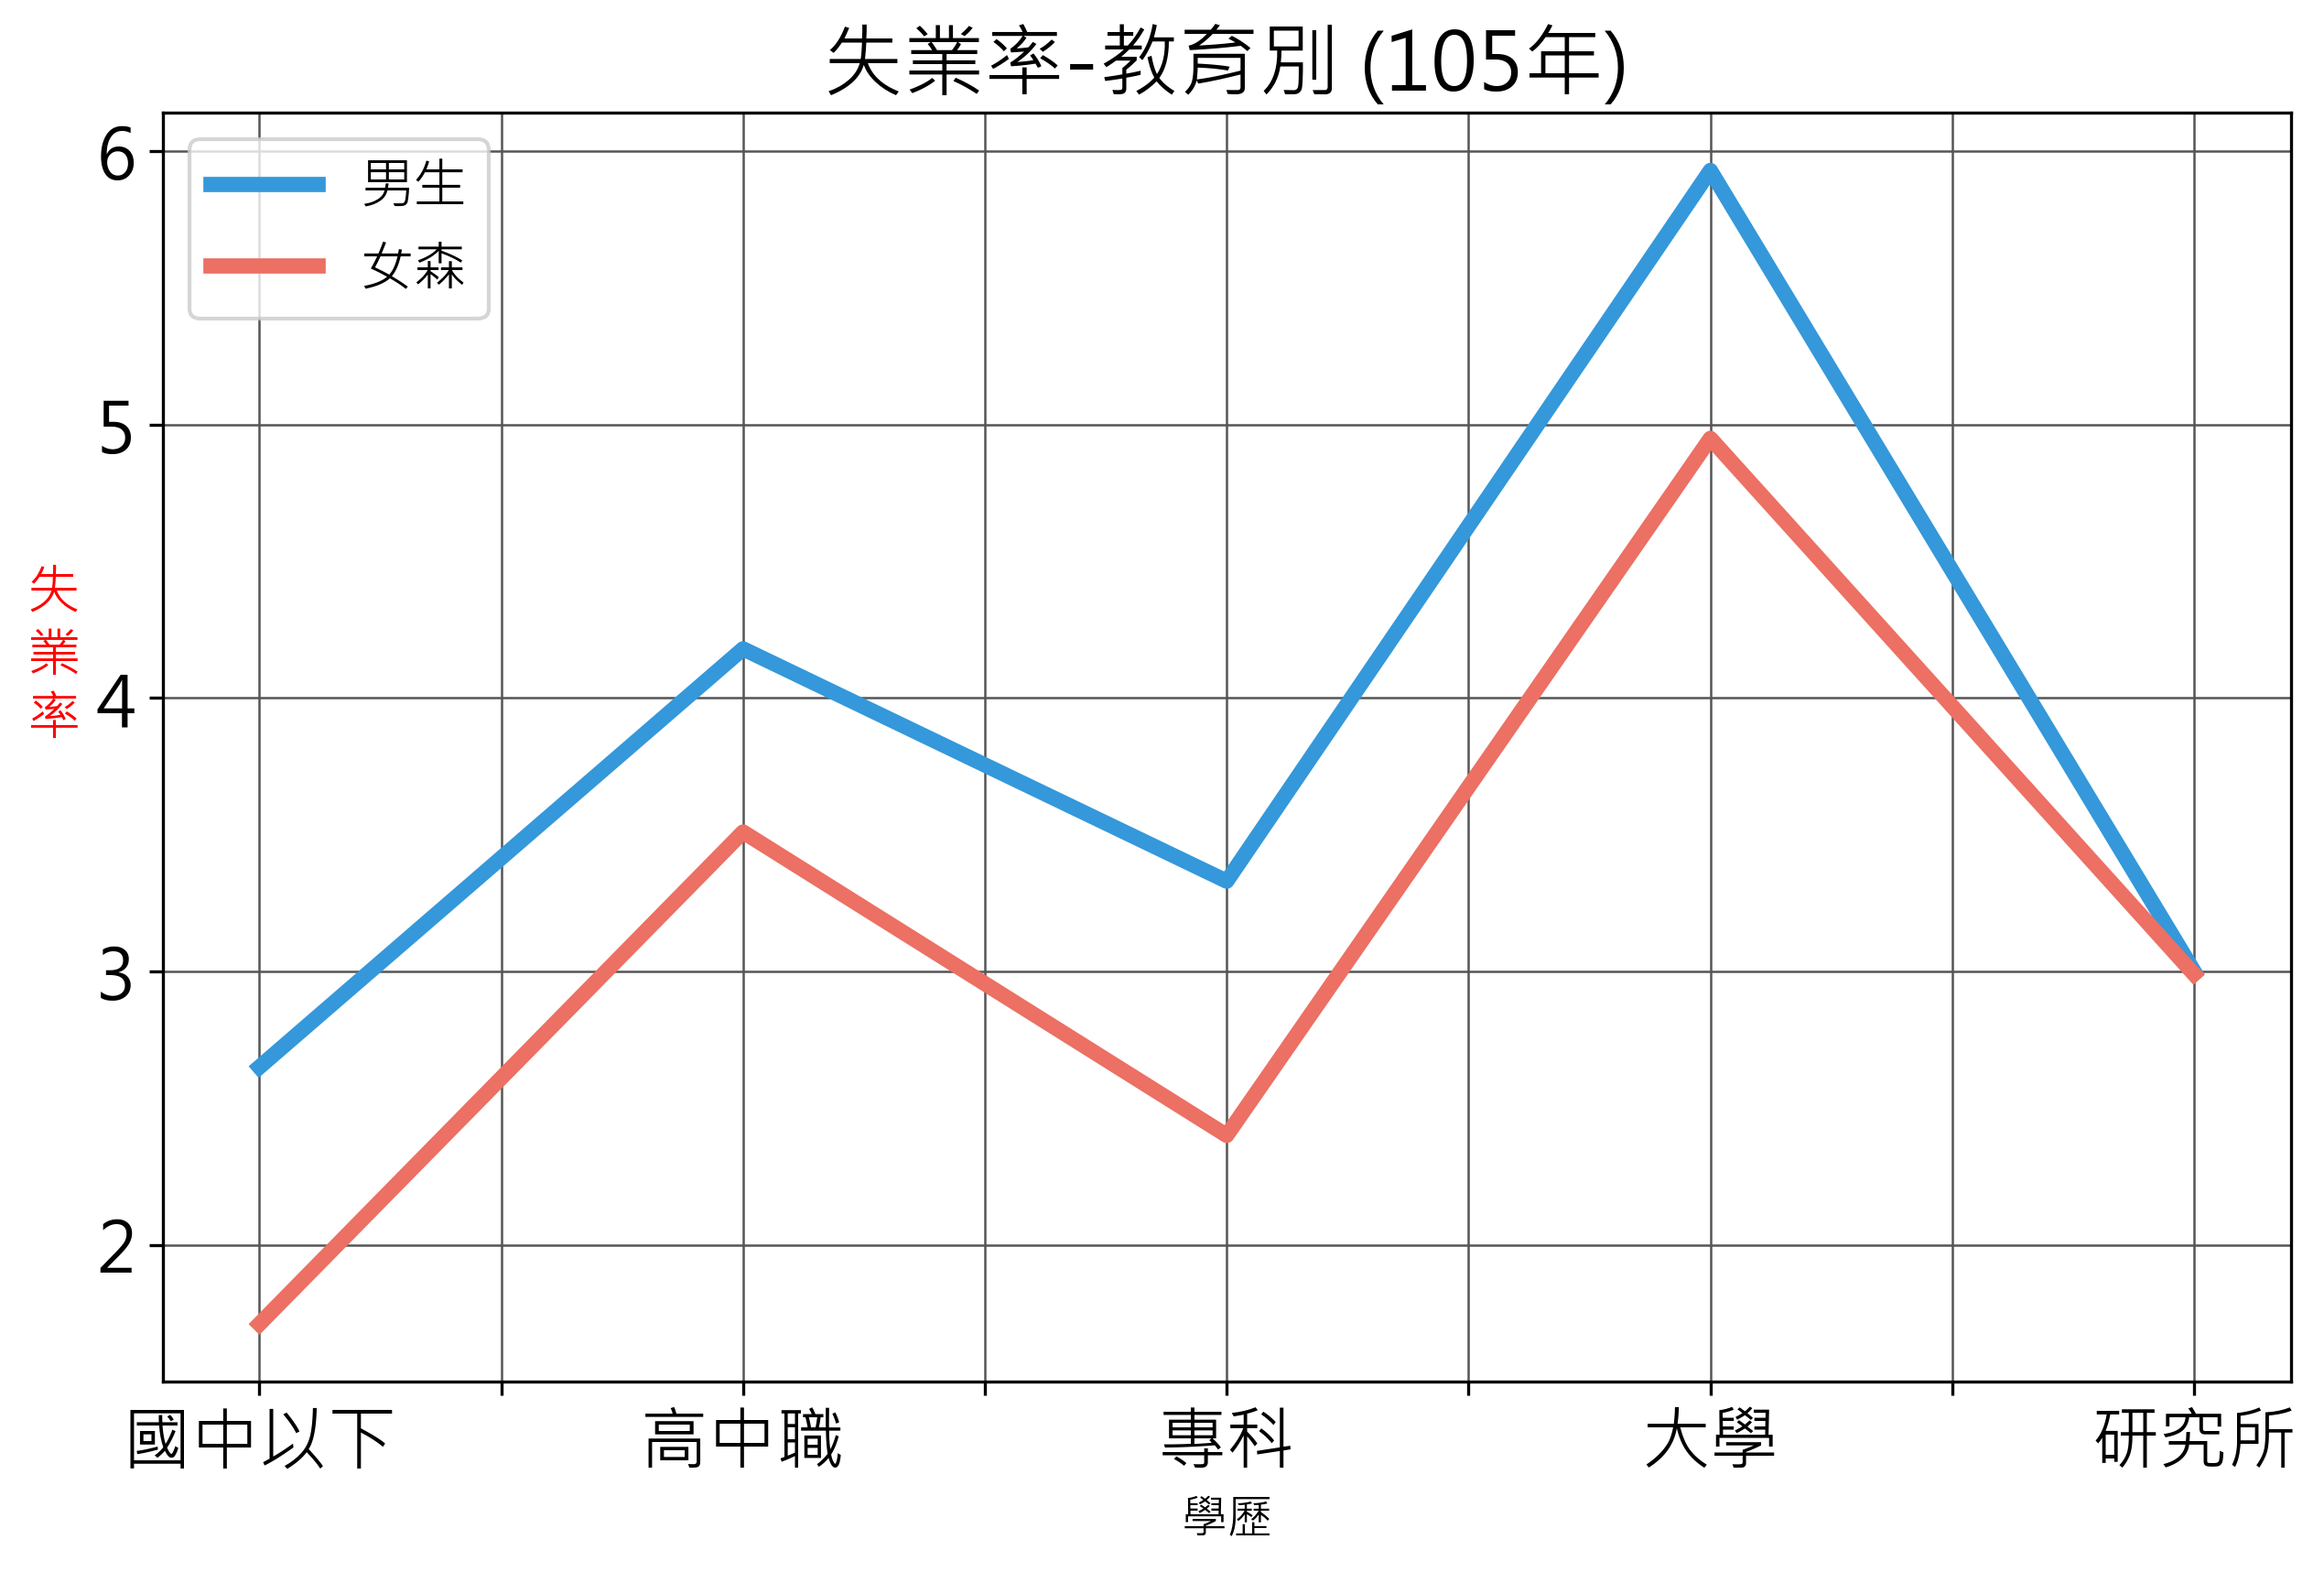 失業率-教育別 (105年)
男生
女森
6
5
4
3
2
失
業
率
國中以下 高中職 專科 大學 研究所
學歷